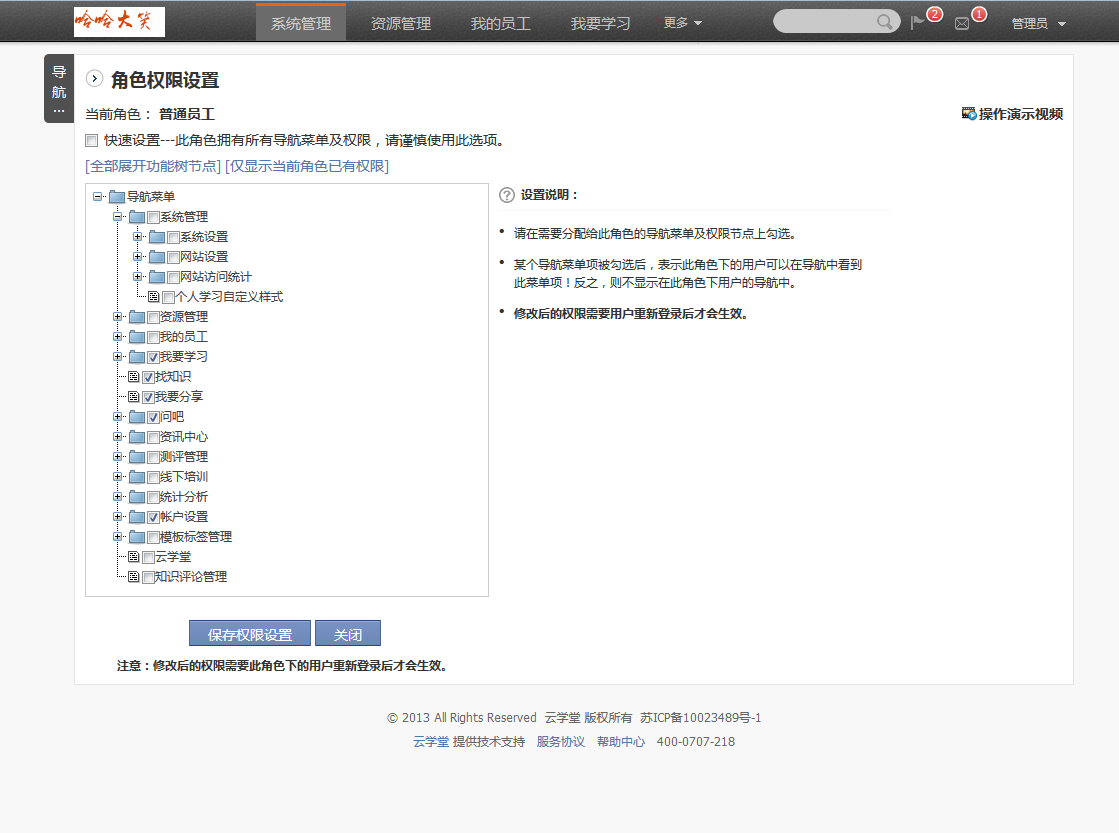 哈哈大笑 系统管理 资源管理 我的员工 我要学习 更多 2 1 管理员
导航...
角色权限设置
当前角色： 普通员工 操作演示视频
快速设置---此角色拥有所有导航菜单及权限，请谨慎使用此选项。
[全部展开功能树节点] [仅显示当前角色已有权限]
导航菜单
系统管理
系统设置
网站设置
网站访问统计
个人学习自定义样式
资源管理
我的员工
我要学习
找知识
我要分享
问吧
资讯中心
测评管理
线下培训
统计分析
帐户设置
模板标签管理
云学堂
知识评论管理
设置说明：
• 请在需要分配给此角色的导航菜单及权限节点上勾选。
• 某个导航菜单项被勾选后，表示此角色下的用户可以在导航中看到
此菜单项！反之，则不显示在此角色下用户的导航中。
• 修改后的权限需要用户重新登录后才会生效。
保存权限设置 关闭
注意：修改后的权限需要此角色下的用户重新登录后才会生效。
© 2013 All Rights Reserved 云学堂 版权所有 苏ICP备10023489号-1
云学堂 提供技术支持 服务协议 帮助中心 400-0707-218